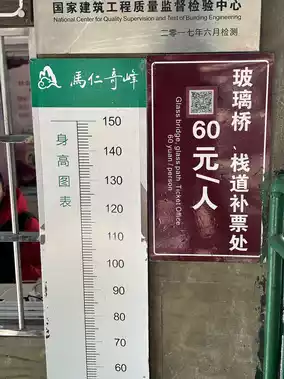 国家建筑工程质量监督检验中心
National Center for Quality Supervision and Test of Building Engineering
二零一七年六月检测
馬仁奇峰
身高图表
150
140
130
120
110
100
90
80
70
60
玻璃桥、栈道补票处
60元/人
Glass bridge, glass path Ticket Office
60 yuan / person